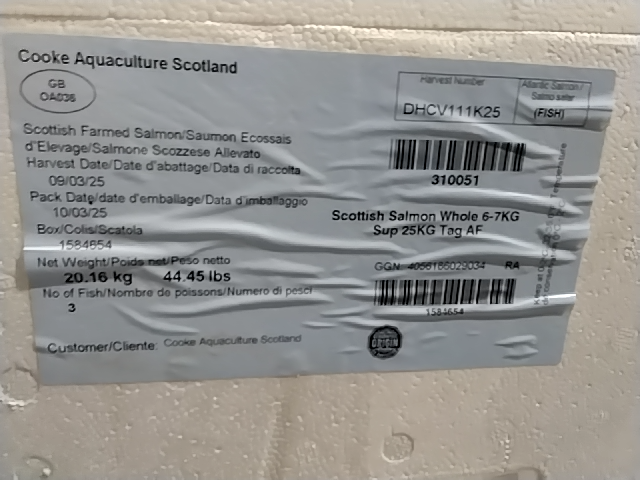 Cooke Aquaculture Scotland
GB
OA036
Harvest Number
DHCV111K25
Atlantic Salmon /
Salmo salar
(FISH)
Scottish Farmed Salmon/Saumon Ecossais
d'Elevage/Salmone Scozzese Allevato
Harvest Date/Date d'abattage/Data di raccolta
09/03/25
Pack Date/date d'emballage/Data d'imballaggio
10/03/25
Box/Colis/Scatola
1584654
Net Weight/Poids net/Peso netto
20.16 kg 44.45 lbs
No of Fish/Nombre de poissons/Numero di pesci
3
Customer/Cliente: Cooke Aquaculture Scotland
310051
Scottish Salmon Whole 6-7KG
Sup 25KG Tag AF
GGN: 4056186029034 RA
1584654
ORIGIN
Keep at